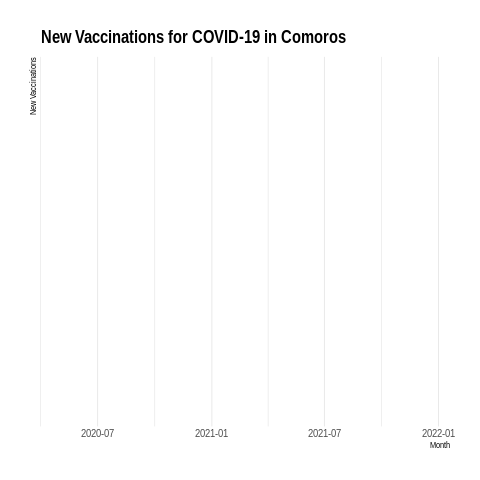 New Vaccinations for COVID-19 in Comoros
New Vaccinations
2020-07 2021-01 2021-07 2022-01
Month